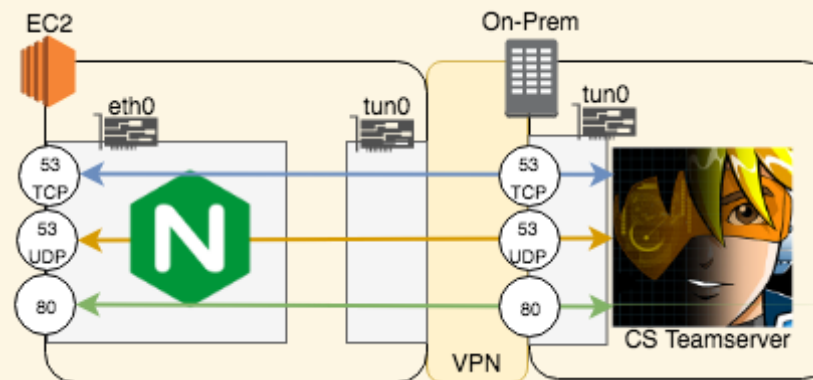 EC2
On-Prem
eth0
tun0
tun0
53
TCP
53
TCP
53
UDP
53
UDP
80
80
N
VPN
CS Teamserver